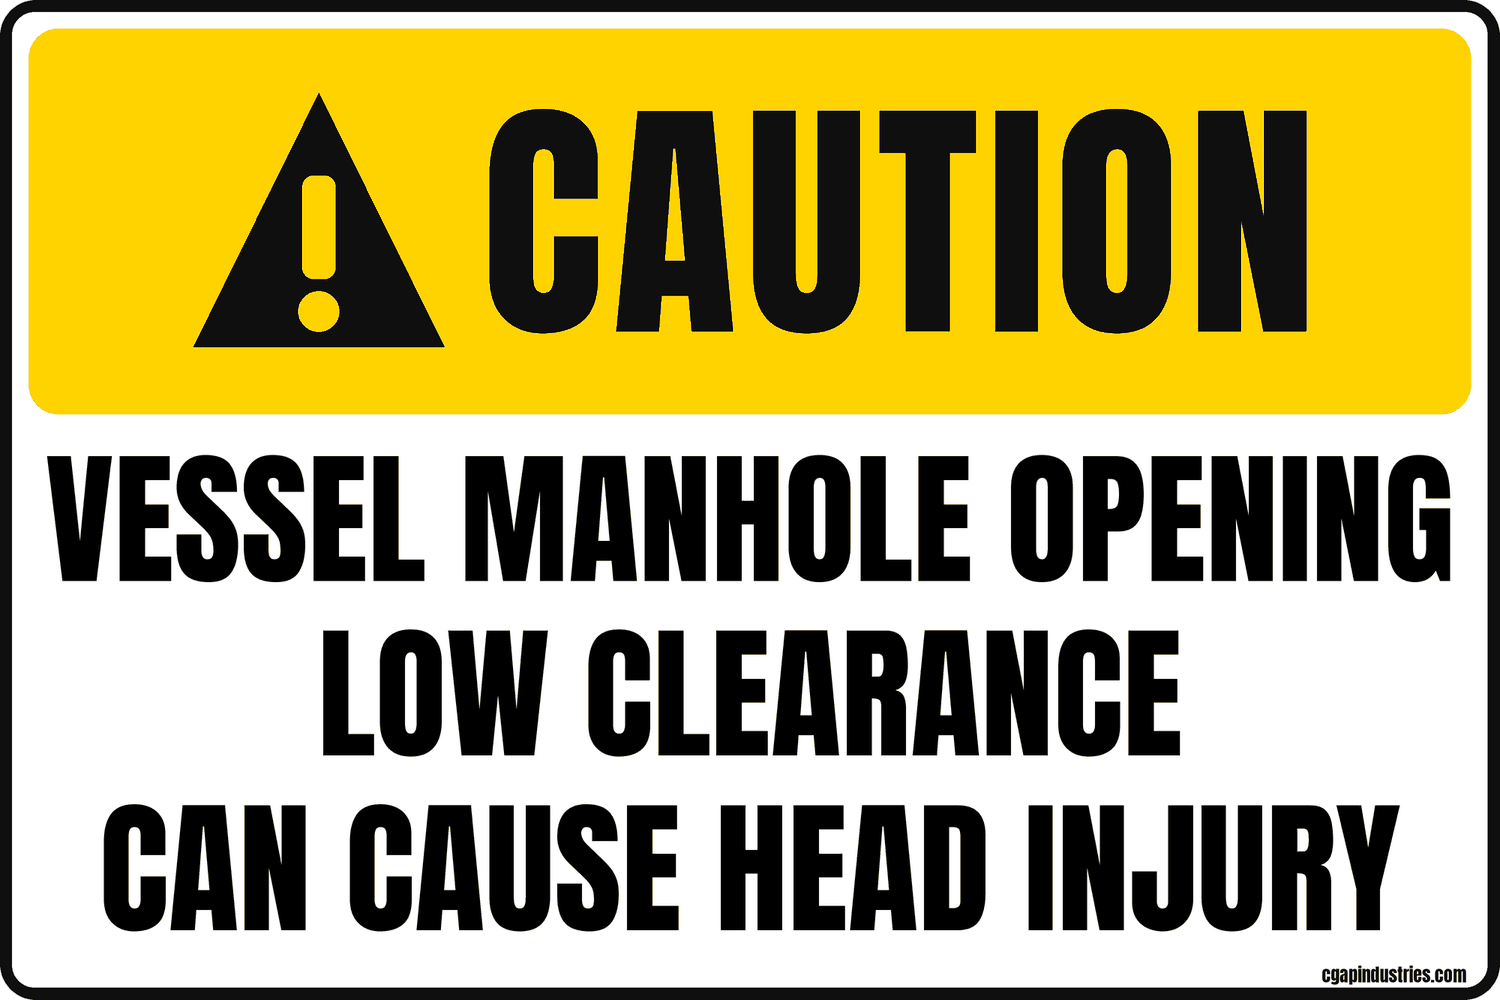 CAUTION
VESSEL MANHOLE OPENING
LOW CLEARANCE
CAN CAUSE HEAD INJURY
cgapindustries.com